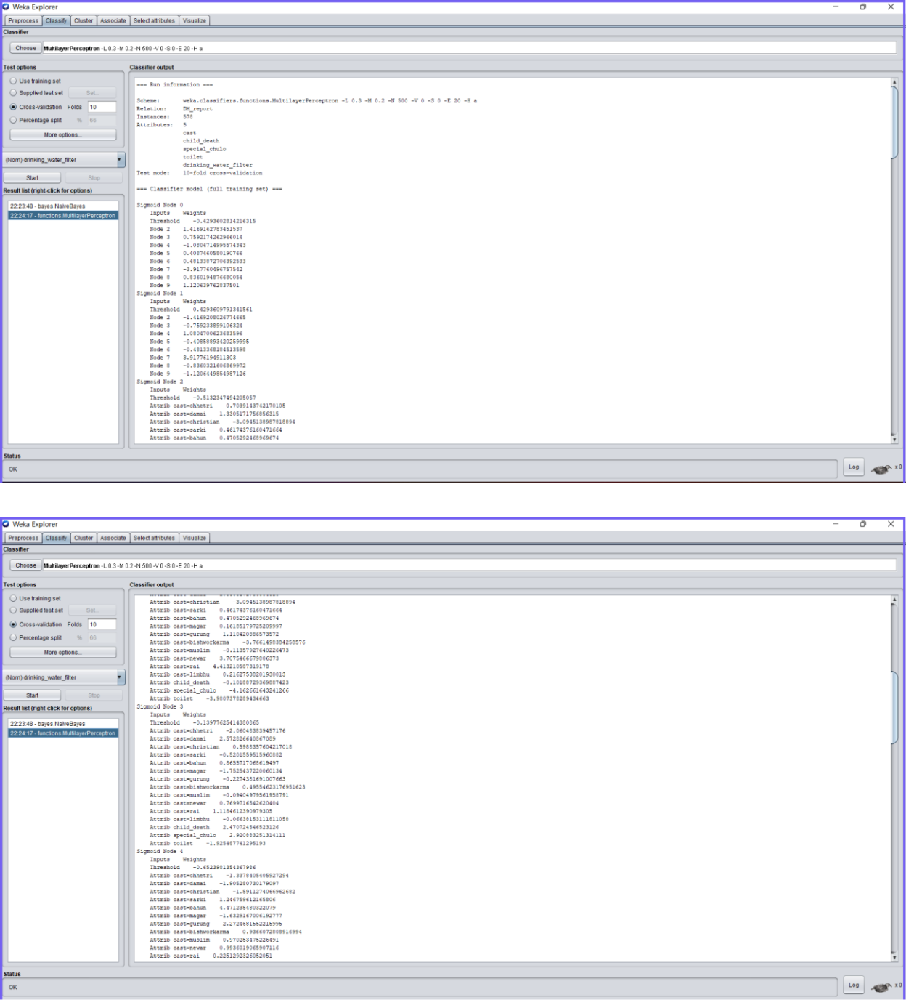 Weka Explorer
Preprocess Classify Cluster Associate Select attributes Visualize
Classifier
Choose MultilayerPerceptron -L 0.3 -M 0.2 -N 500 -V 0 -S 0 -E 20 -H a
Test options
Use training set
Supplied test set Set...
Cross-validation Folds 10
Percentage split % 66
More options...
(Nom) drinking_water_filter
Start Stop
Result list (right-click for options)
22:23:48 - bayes.NaiveBayes
22:24:17 - functions.MultilayerPerceptron
Classifier output
=== Run information ===
Scheme: weka.classifiers.functions.MultilayerPerceptron -L 0.3 -M 0.2 -N 500 -V 0 -S 0 -E 20 -H a
Relation: DM_report
Instances: 578
Attributes: 5
cast
child_death
special_chulo
toilet
drinking_water_filter
Test mode: 10-fold cross-validation
=== Classifier model (full training set) ===
Sigmoid Node 0
Inputs Weights
Threshold -0.4293602814216315
Node 2 1.4169162783451537
Node 3 0.7592174262966014
Node 4 -1.0804714995574343
Node 5 0.4087460580190766
Node 6 0.48133872706392533
Node 7 -3.917760496757542
Node 8 0.8360194876680054
Node 9 1.120639762837501
Sigmoid Node 1
Inputs Weights
Threshold 0.4293609791341561
Node 2 -1.4169208026774665
Node 3 -0.759233899106324
Node 4 1.0804700623683596
Node 5 -0.40858893420259995
Node 6 -0.4813368184513598
Node 7 3.91776194911303
Node 8 -0.8360321606869972
Node 9 -1.1206449854987126
Sigmoid Node 2
Inputs Weights
Threshold -0.5132347494205057
Attrib cast=chhetri 0.7039143742170105
Attrib cast=damai 1.3305171756856315
Attrib cast=christian -3.0945138987818894
Attrib cast=sarki 0.46174376160471664
Attrib cast=bahun 0.4705292468969674
Status
OK
Log x 0
Weka Explorer
Preprocess Classify Cluster Associate Select attributes Visualize
Classifier
Choose MultilayerPerceptron -L 0.3 -M 0.2 -N 500 -V 0 -S 0 -E 20 -H a
Test options
Use training set
Supplied test set Set...
Cross-validation Folds 10
Percentage split % 66
More options...
(Nom) drinking_water_filter
Start Stop
Result list (right-click for options)
22:23:48 - bayes.NaiveBayes
22:24:17 - functions.MultilayerPerceptron
Classifier output
Attrib cast=christian -3.0945138987818894
Attrib cast=sarki 0.46174376160471664
Attrib cast=bahun 0.4705292468969674
Attrib cast=magar 0.16185179725209997
Attrib cast=gurung 1.110420886573572
Attrib cast=bishworkarma -3.7661498384258576
Attrib cast=muslim -0.11357927640226473
Attrib cast=newar 3.7075466679806373
Attrib cast=rai 4.413210587319178
Attrib cast=limbhu 0.21627538201930013
Attrib child_death -0.10188729369887423
Attrib special_chulo -4.162661643241266
Attrib toilet -3.9807378289434663
Sigmoid Node 3
Inputs Weights
Threshold -0.13977625414380865
Attrib cast=chhetri -2.060483839457176
Attrib cast=damai 2.572826640867089
Attrib cast=christian 0.5988357604217018
Attrib cast=sarki -0.5201559515960882
Attrib cast=bahun 0.8655717068619497
Attrib cast=magar -1.7525437220060134
Attrib cast=gurung -0.2274381691007663
Attrib cast=bishworkarma 0.49554623176951623
Attrib cast=muslim -0.09404979561958791
Attrib cast=newar 0.7699716542620404
Attrib cast=rai 1.1184612390979305
Attrib cast=limbhu -0.06638153111811058
Attrib child_death 2.470724546523126
Attrib special_chulo 2.920883251314111
Attrib toilet -1.925487741295193
Sigmoid Node 4
Inputs Weights
Threshold -0.6523981354367986
Attrib cast=chhetri -1.3378405405927294
Attrib cast=damai -1.905280730179097
Attrib cast=christian -1.5911274066962682
Attrib cast=sarki 1.246759612165806
Attrib cast=bahun 4.471235480322079
Attrib cast=magar -1.6329167006192777
Attrib cast=gurung 2.2724681552215995
Attrib cast=bishworkarma 0.9366072808916994
Attrib cast=muslim 0.970253475226491
Attrib cast=newar 0.9936019065907116
Attrib cast=rai 0.2251292326052051
Status
OK
Log x 0